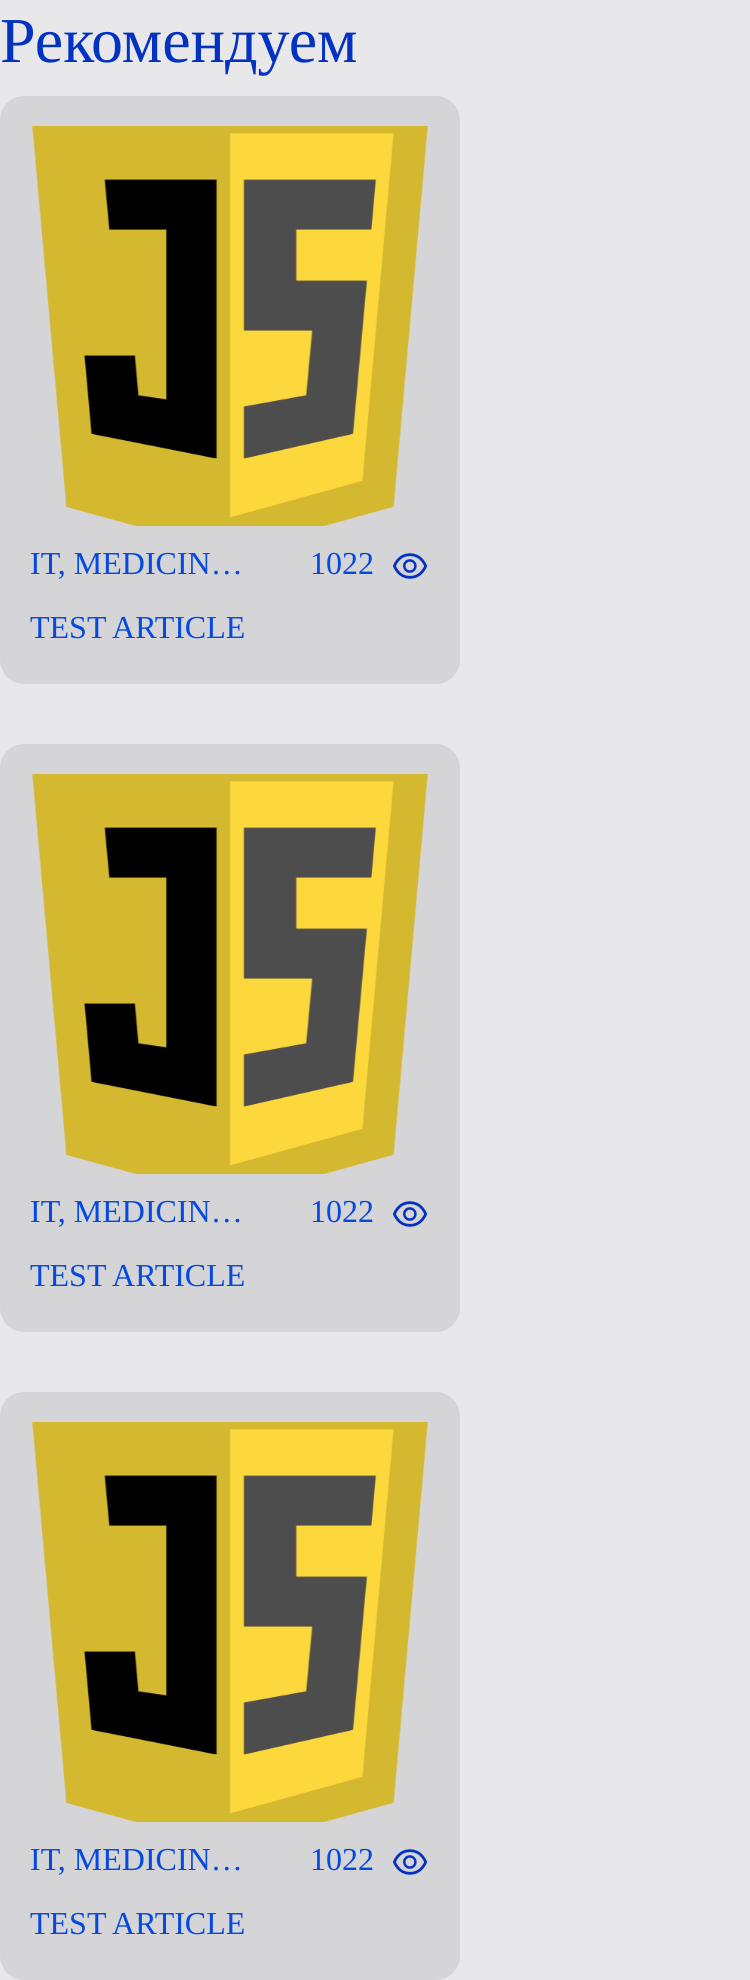 Рекомендуем
JS
IT, MEDICIN… 1022
TEST ARTICLE
JS
IT, MEDICIN… 1022
TEST ARTICLE
JS
IT, MEDICIN… 1022
TEST ARTICLE